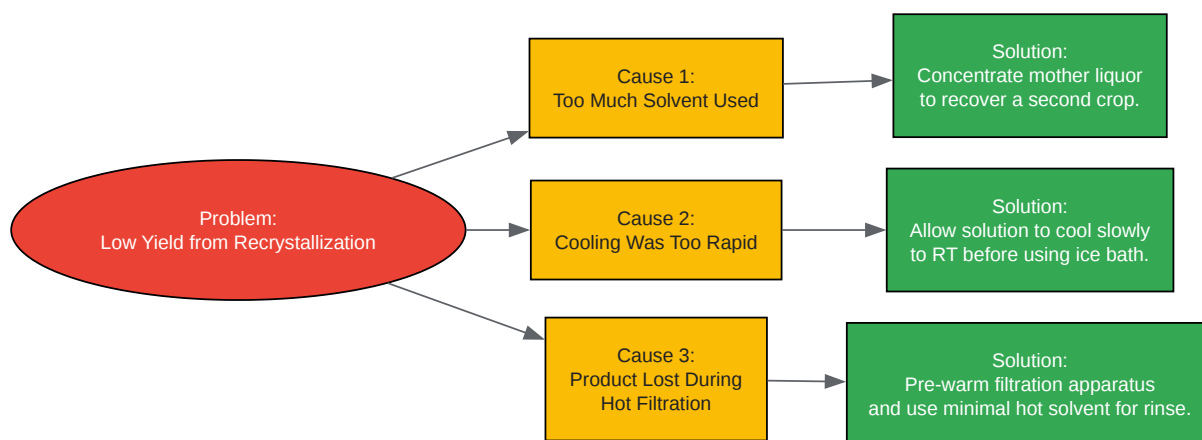 Problem:
Low Yield from Recrystallization
Cause 1:
Too Much Solvent Used
Solution:
Concentrate mother liquor
to recover a second crop.
Cause 2:
Cooling Was Too Rapid
Solution:
Allow solution to cool slowly
to RT before using ice bath.
Cause 3:
Product Lost During
Hot Filtration
Solution:
Pre-warm filtration apparatus
and use minimal hot solvent for rinse.